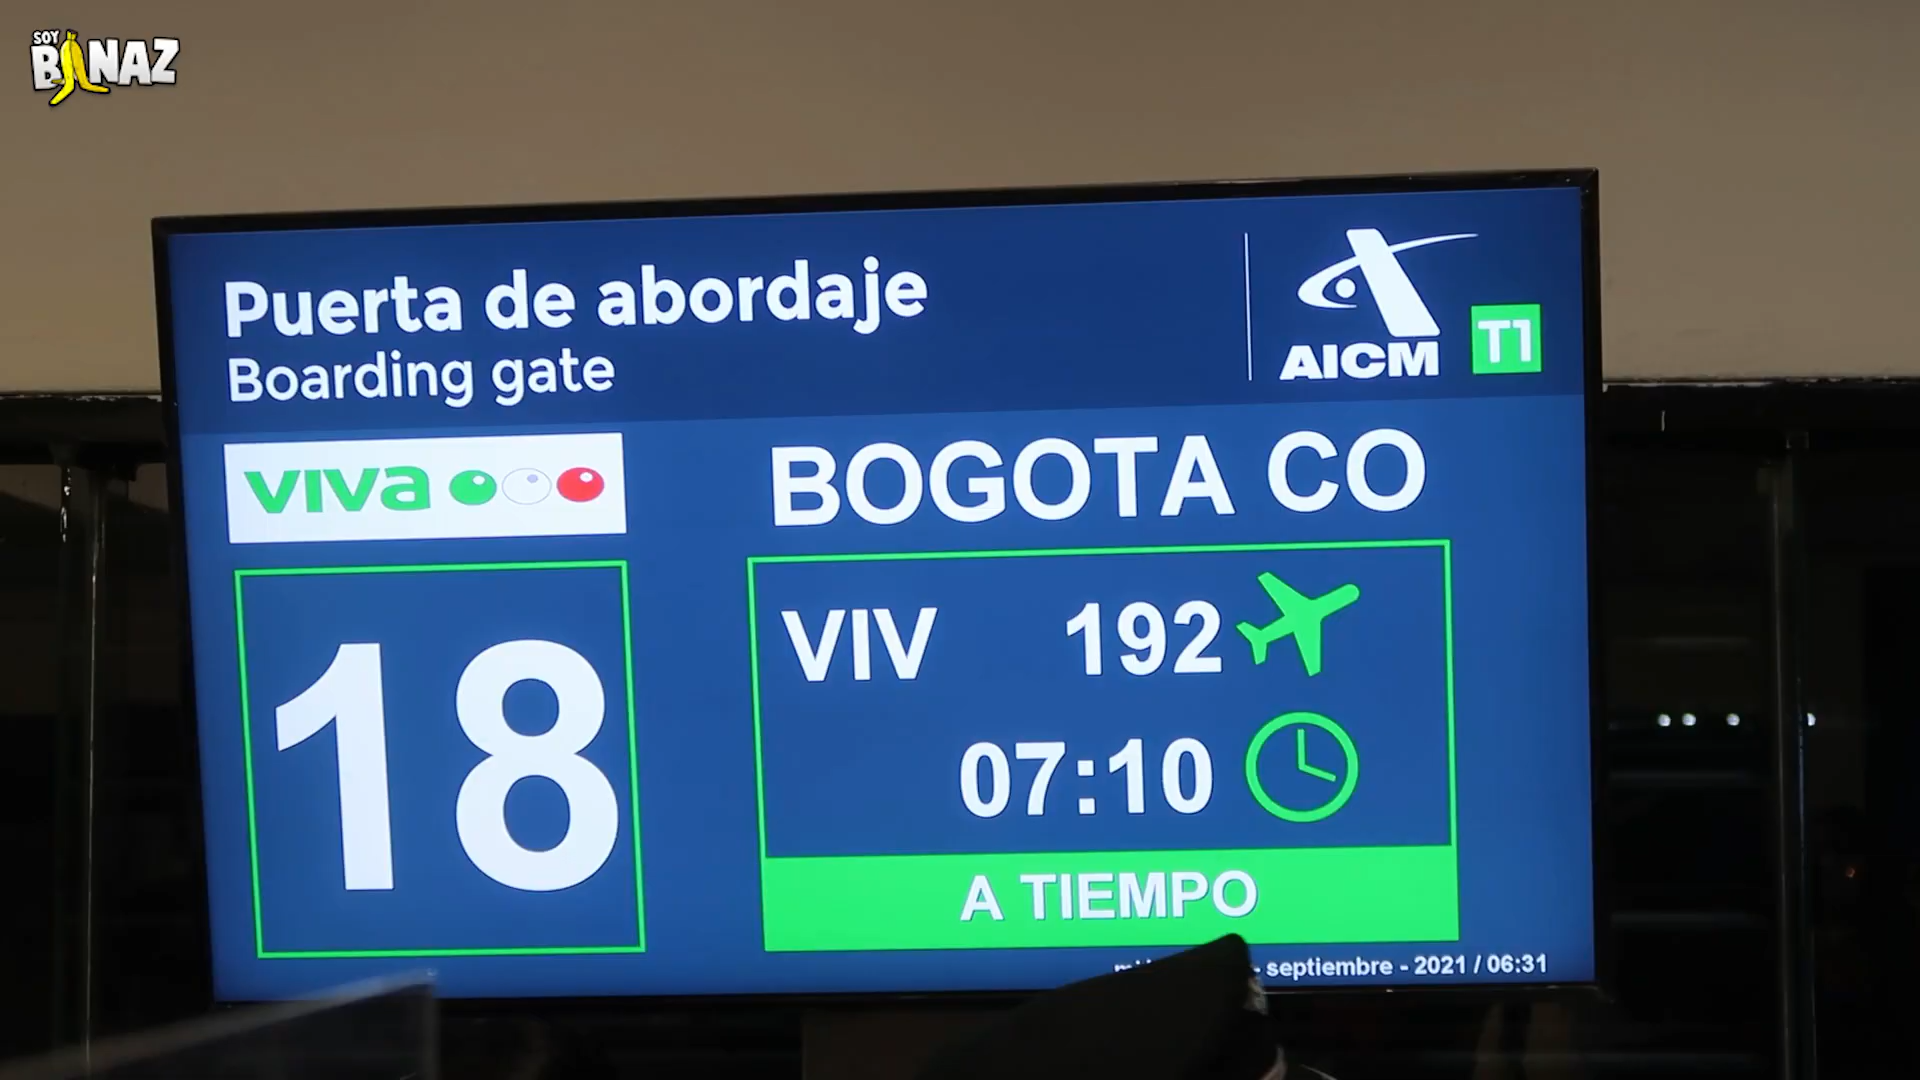 SOY
BANAZ
Puerta de abordaje
Boarding gate
AICM
T1
viva
BOGOTA CO
18
VIV 192
07:10
A TIEMPO
- septiembre - 2021 / 06:31